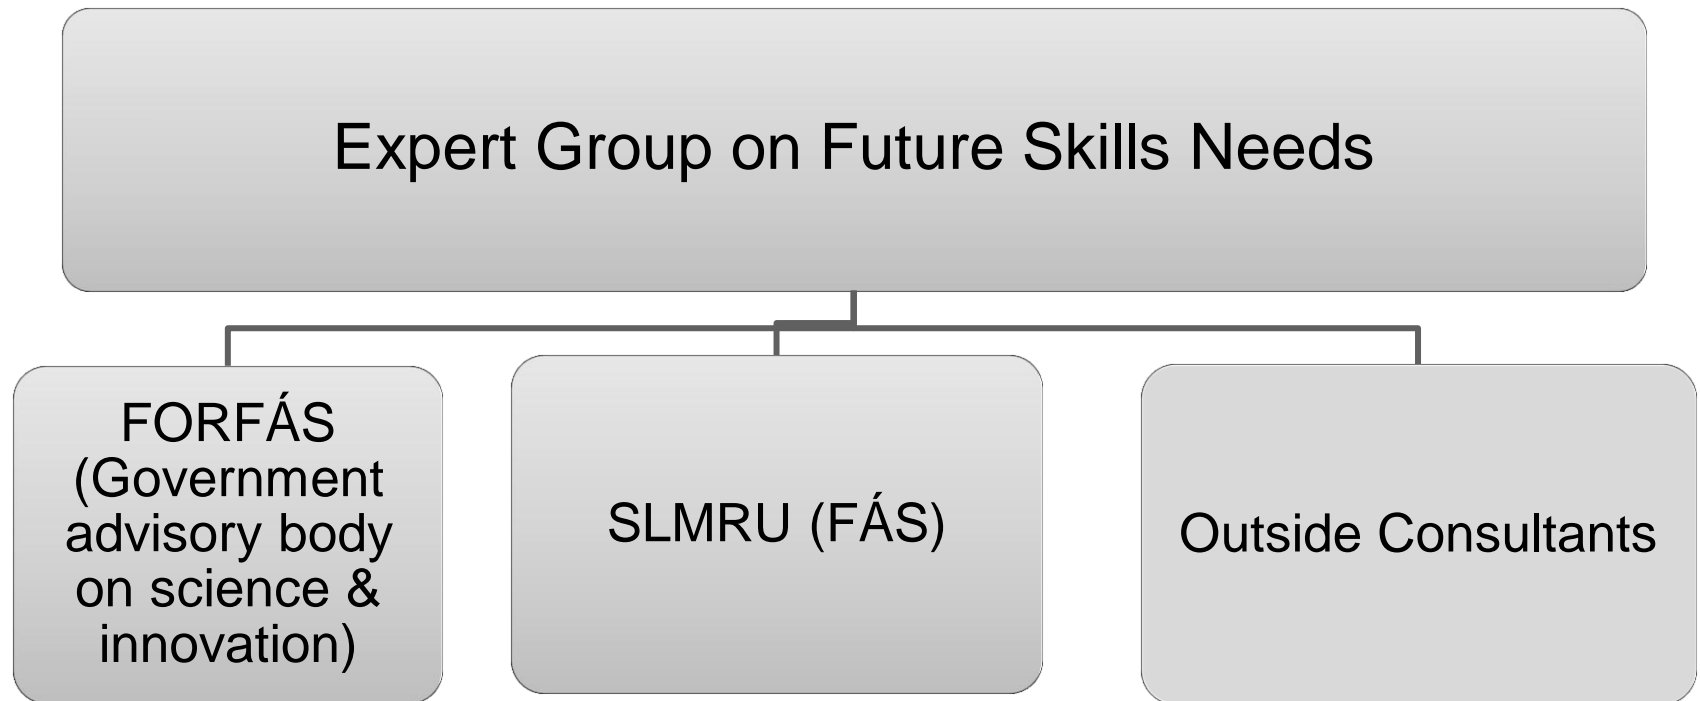 Expert Group on Future Skills Needs
FORFÁS
(Government
advisory body
on science &
innovation)
SLMRU (FÁS)
Outside Consultants